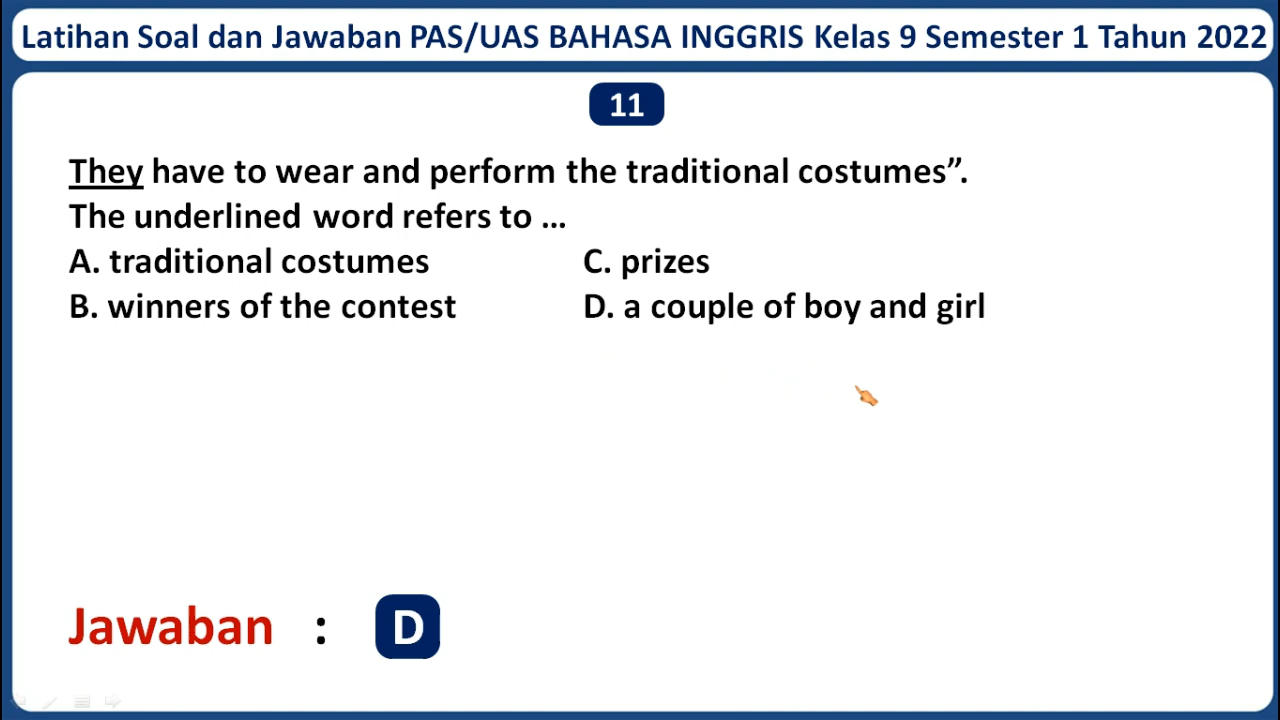 Latihan Soal dan Jawaban PAS/UAS BAHASA INGGRIS Kelas 9 Semester 1 Tahun 2022
11
They have to wear and perform the traditional costumes”.
The underlined word refers to ...
A. traditional costumes
C. prizes
B. winners of the contest
D. a couple of boy and girl
Jawaban : D